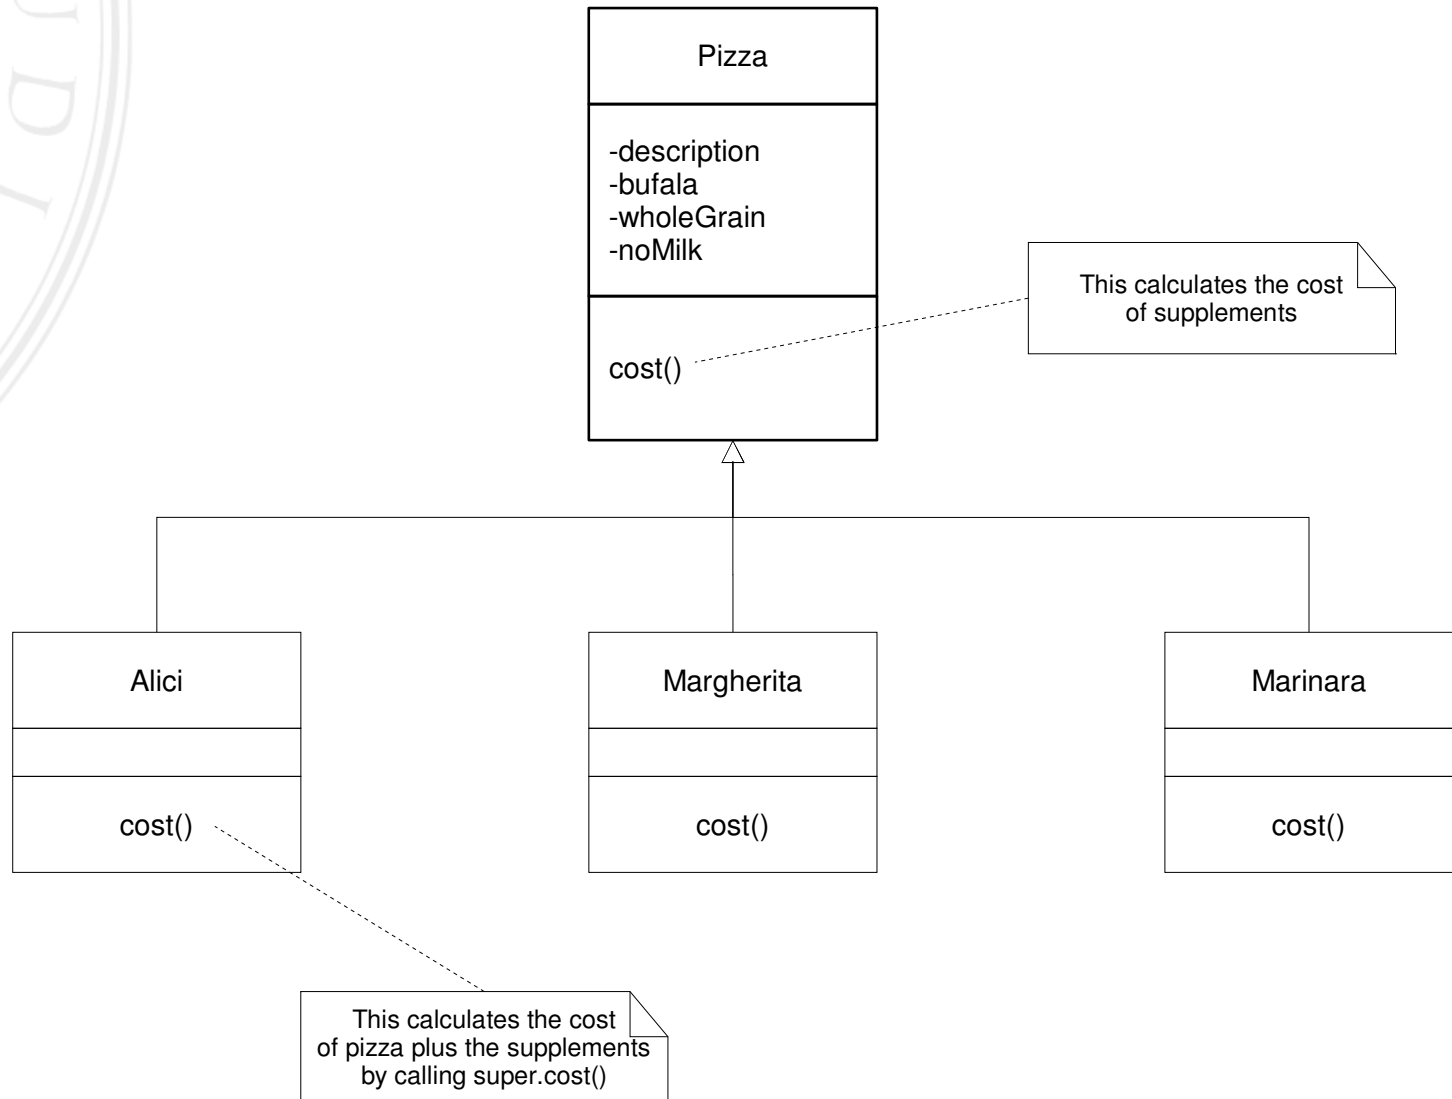 Pizza
-description
-bufala
-wholeGrain
-noMilk
cost()
This calculates the cost
of supplements
Alici
cost()
Margherita
cost()
Marinara
cost()
This calculates the cost
of pizza plus the supplements
by calling super.cost()
UDI